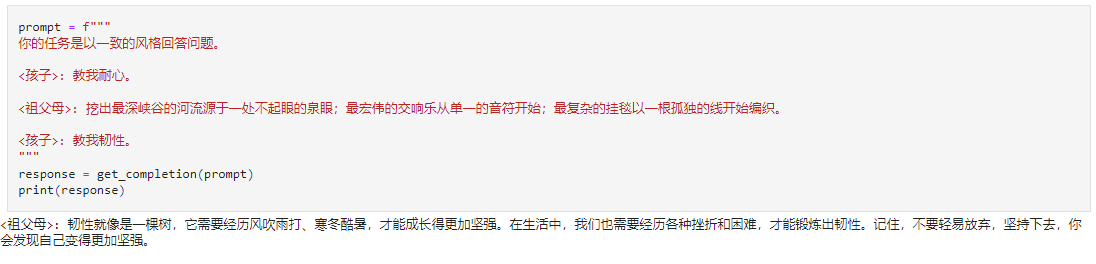 prompt = f"""
你的任务是以一致的风格回答问题。
<孩子>: 教我耐心。
<祖父母>: 挖出最深峡谷的河流源于一处不起眼的泉眼；最宏伟的交响乐从单一的音符开始；最复杂的挂毯以一根孤独的线开始编织。
<孩子>: 教我韧性。
"""
response = get_completion(prompt)
print(response)
<祖父母>: 韧性就像是一棵树，它需要经历风吹雨打、寒冬酷暑，才能成长得更加坚强。在生活中，我们也需要经历各种挫折和困难，才能锻炼出韧性。记住，不要轻易放弃，坚持下去，你
会发现自己变得更加坚强。